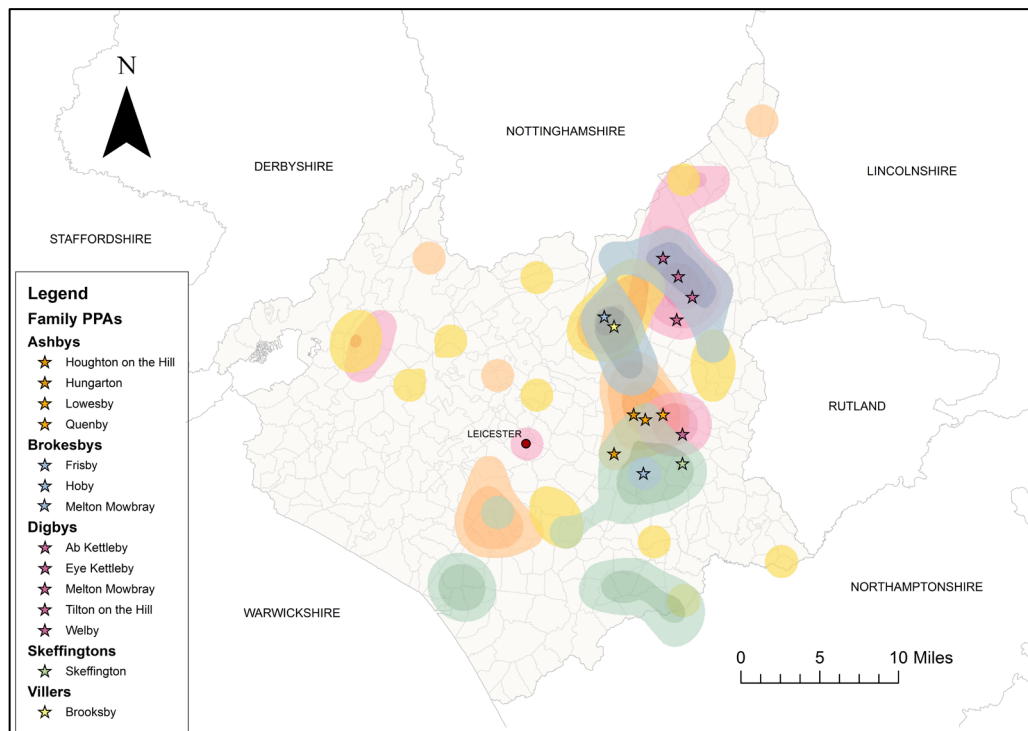 N
NOTTINGHAMSHIRE
DERBYSHIRE
LINCOLNSHIRE
STAFFORDSHIRE
RUTLAND
LEICESTER
NORTHAMPTONSHIRE
WARWICKSHIRE
Legend
Family PPAs
Ashbys
Houghton on the Hill
Hungarton
Lowesby
Quenby
Brokesbys
Frisby
Hoby
Melton Mowbray
Digbys
Ab Kettleby
Eye Kettleby
Melton Mowbray
Tilton on the Hill
Welby
Skeffingtons
Skeffington
Villers
Brooksby
0 5 10 Miles